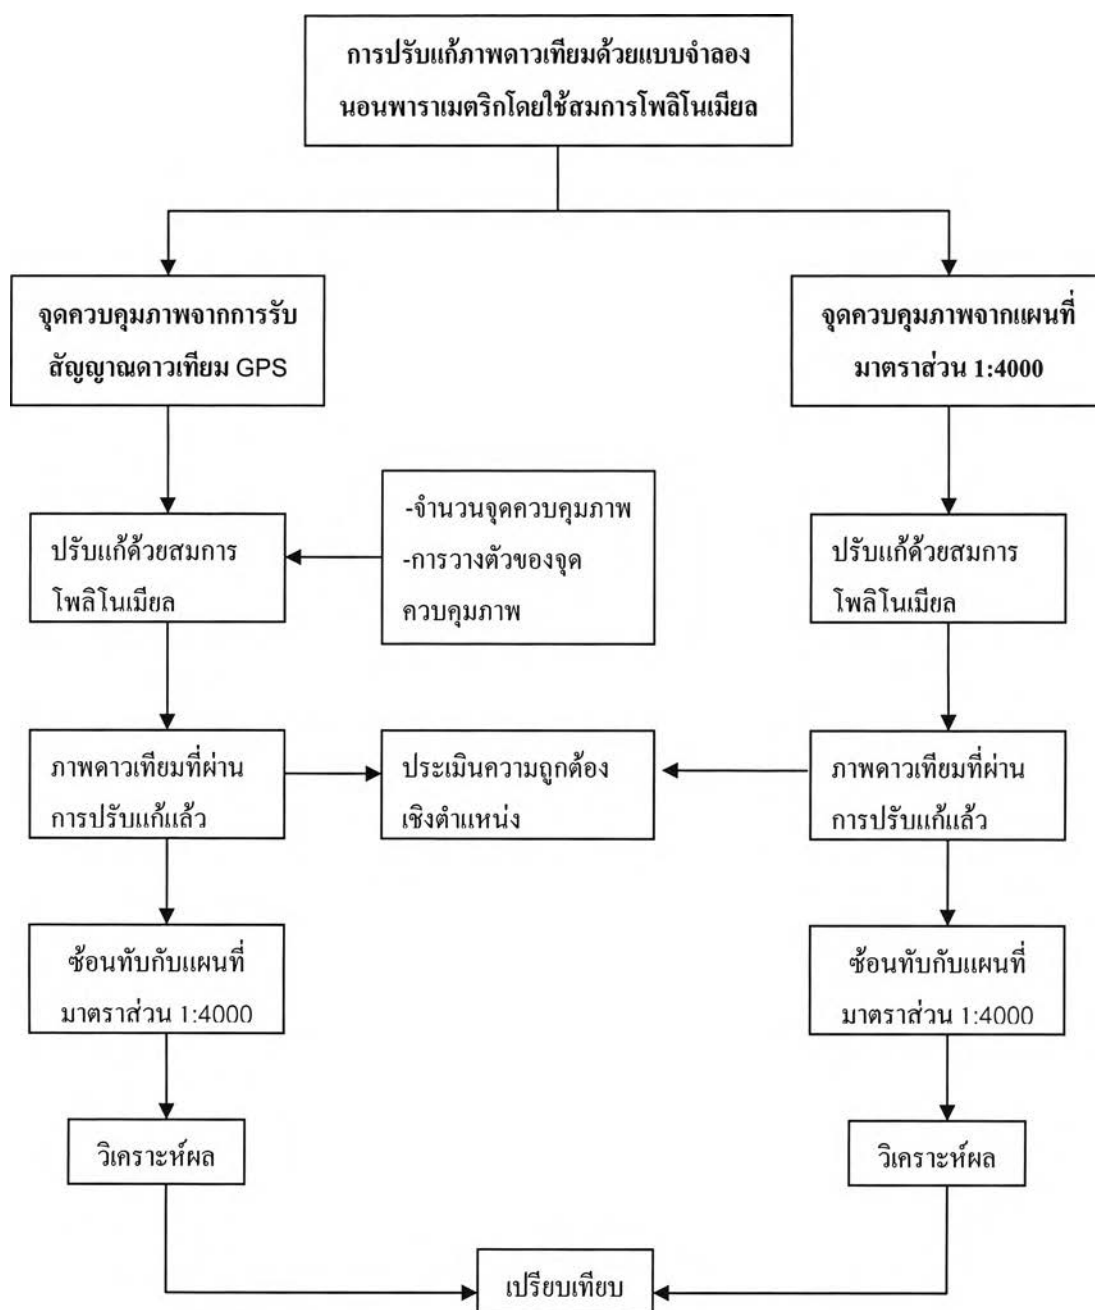 การปรับแก้ภาพดาวเทียมด้วยแบบจำลอง
นอนพาราเมตริกโดยใช้สมการโพลิโนเมียล
จุดควบคุมภาพจากการรับ
สัญญาณดาวเทียม GPS
จุดควบคุมภาพจากแผนที่
มาตราส่วน 1:4000
ปรับแก้ด้วยสมการ
โพลิโนเมียล
-จำนวนจุดควบคุมภาพ
-การวางตัวของจุด
ควบคุมภาพ
ปรับแก้ด้วยสมการ
โพลิโนเมียล
ภาพดาวเทียมที่ผ่าน
การปรับแก้แล้ว
ประเมินความถูกต้อง
เชิงตำแหน่ง
ภาพดาวเทียมที่ผ่าน
การปรับแก้แล้ว
ซ้อนทับกับแผนที่
มาตราส่วน 1:4000
ซ้อนทับกับแผนที่
มาตราส่วน 1:4000
วิเคราะห์ผล
วิเคราะห์ผล
เปรียบเทียบ